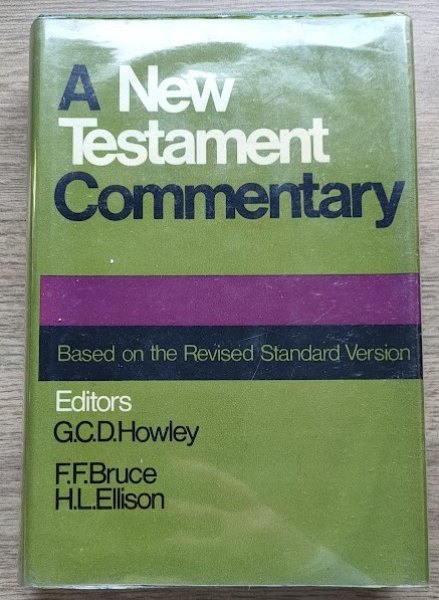 A New
Testament
Commentary
Based on the Revised Standard Version
Editors
G.C.D.Howley
F.F.Bruce
H.L.Ellison